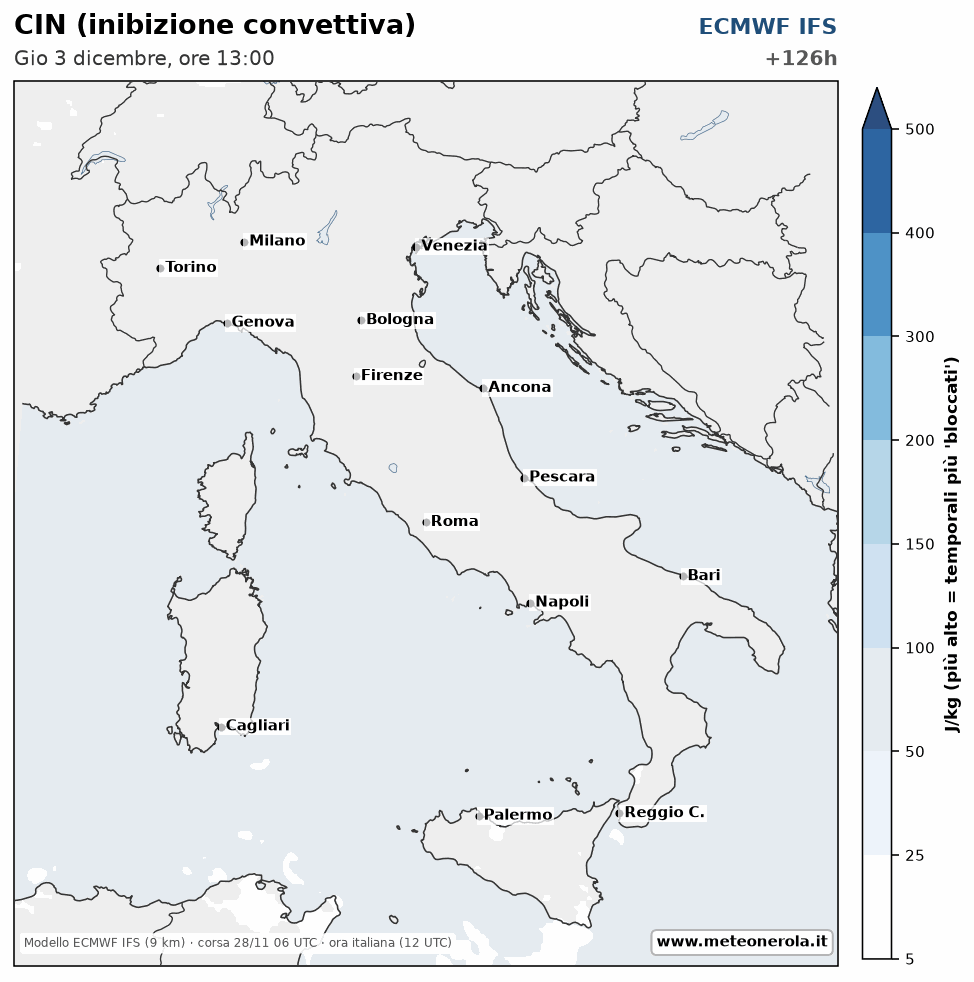 CIN (inibizione convettiva)
ECMWF IFS
Gio 3 dicembre, ore 13:00
+126h
500
400
300
200
150
100
50
25
5
J/kg (più alto = temporali più 'bloccati')
Milano
Venezia
Torino
Genova
Bologna
Firenze
Ancona
Pescara
Roma
Bari
Napoli
Cagliari
Palermo
Reggio C.
Modello ECMWF IFS (9 km) · corsa 28/11 06 UTC · ora italiana (12 UTC)
www.meteonerola.it